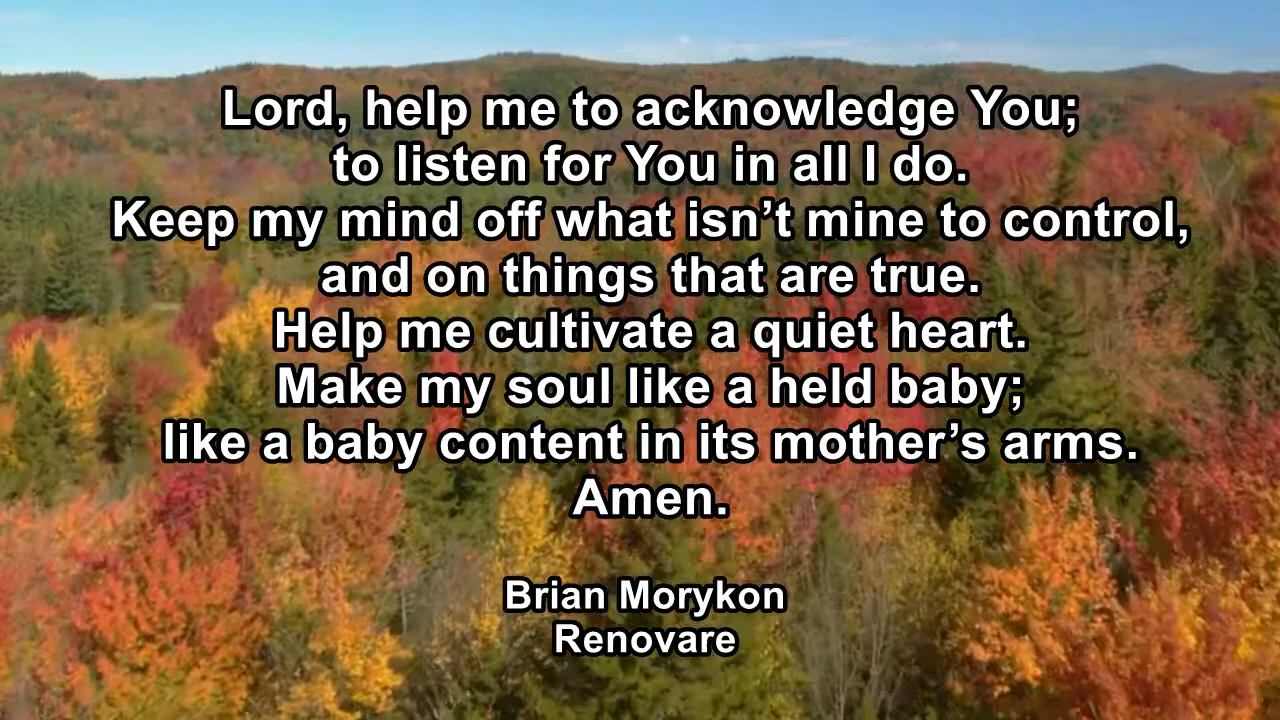 Lord, help me to acknowledge You;
to listen for You in all I do.
Keep my mind off what isn’t mine to control,
and on things that are true.
Help me cultivate a quiet heart.
Make my soul like a held baby;
like a baby content in its mother’s arms.
Amen.
Brian Morykon
Renovare